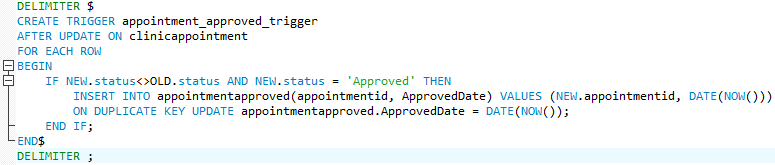 DELIMITER $
CREATE TRIGGER appointment_approved_trigger
AFTER UPDATE ON clinicappointment
FOR EACH ROW
BEGIN
    IF NEW.status<>OLD.status AND NEW.status = 'Approved' THEN
        INSERT INTO appointmentapproved(appointmentid, ApprovedDate) VALUES (NEW.appointmentid, DATE(NOW()))
        ON DUPLICATE KEY UPDATE appointmentapproved.ApprovedDate = DATE(NOW());
    END IF;
END$
DELIMITER ;